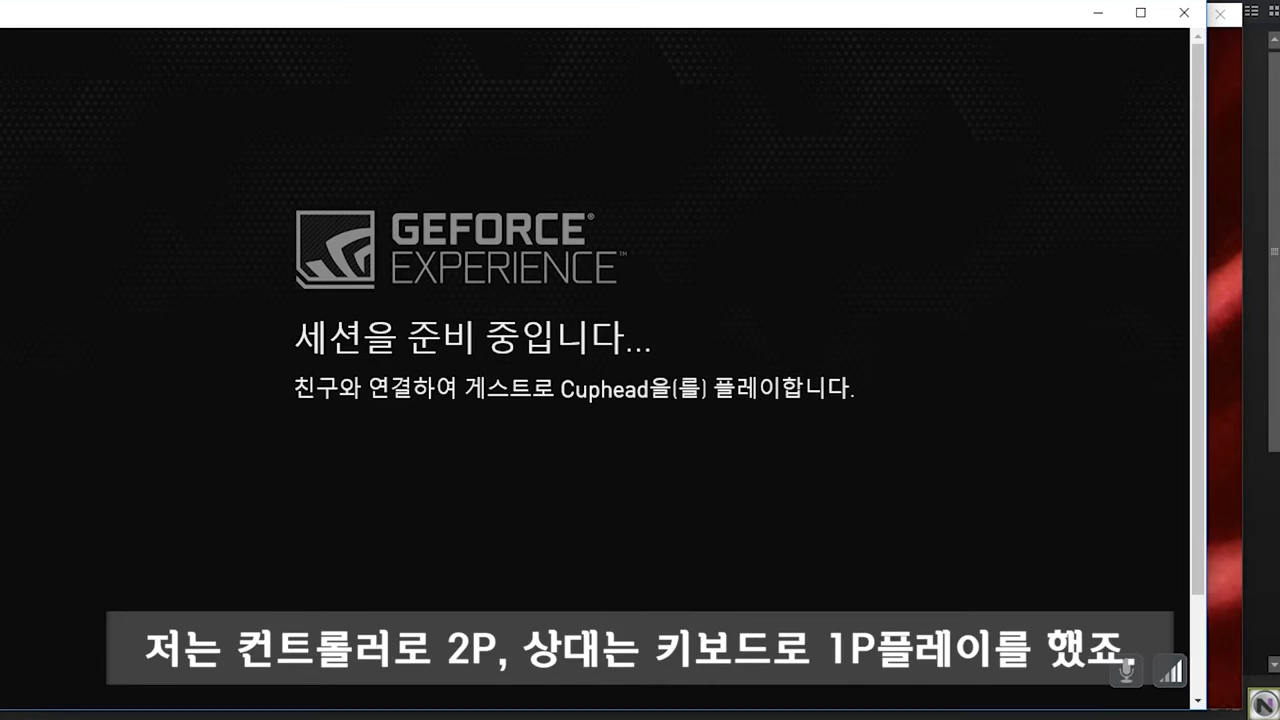 GEFORCE®
EXPERIENCE™
세션을 준비 중입니다...
친구와 연결하여 게스트로 Cuphead을(를) 플레이합니다.
저는 컨트롤러로 2P, 상대는 키보드로 1P플레이를 했죠